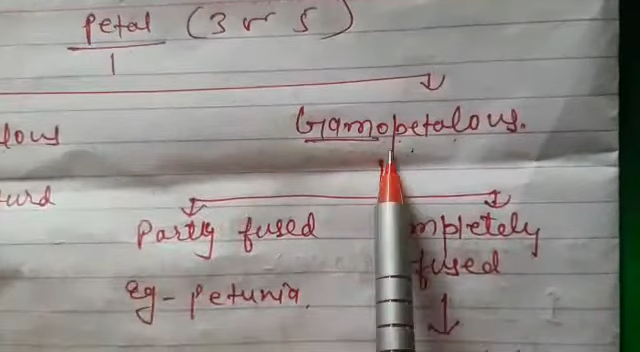 petal (3 or 5)
lous
Gamopetalous.
Partly fused
mpletely
fused
eg - petunia.